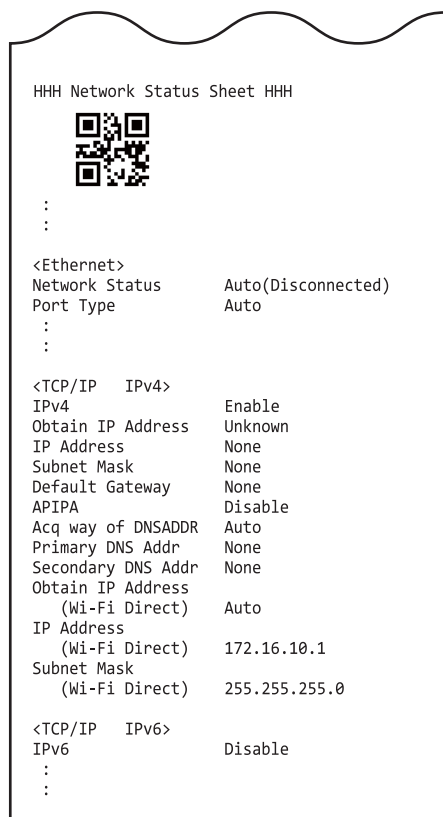 HHH Network Status Sheet HHH
:
:
<Ethernet>
Network Status Auto(Disconnected)
Port Type Auto
:
:
<TCP/IP IPv4>
IPv4 Enable
Obtain IP Address Unknown
IP Address None
Subnet Mask None
Default Gateway None
APIPA Disable
Acq way of DNSADDR Auto
Primary DNS Addr None
Secondary DNS Addr None
Obtain IP Address
(Wi-Fi Direct) Auto
IP Address
(Wi-Fi Direct) 172.16.10.1
Subnet Mask
(Wi-Fi Direct) 255.255.255.0
<TCP/IP IPv6>
IPv6 Disable
:
: